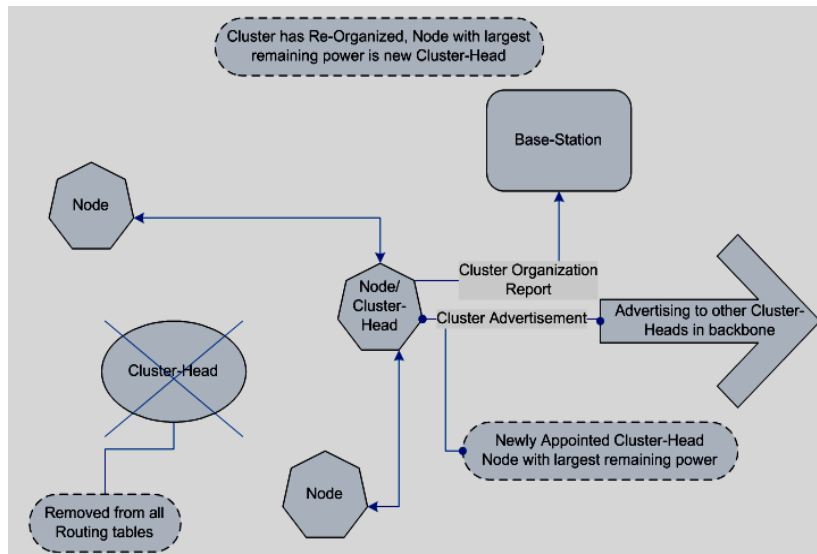 Cluster has Re-Organized, Node with largest
remaining power is new Cluster-Head
Base-Station
Node
Node/
Cluster-
Head
Cluster Organization
Report
Cluster Advertisement
Advertising to other Cluster-
Heads in backbone
Cluster-Head
Newly Appointed Cluster-Head
Node with largest remaining power
Node
Removed from all
Routing tables